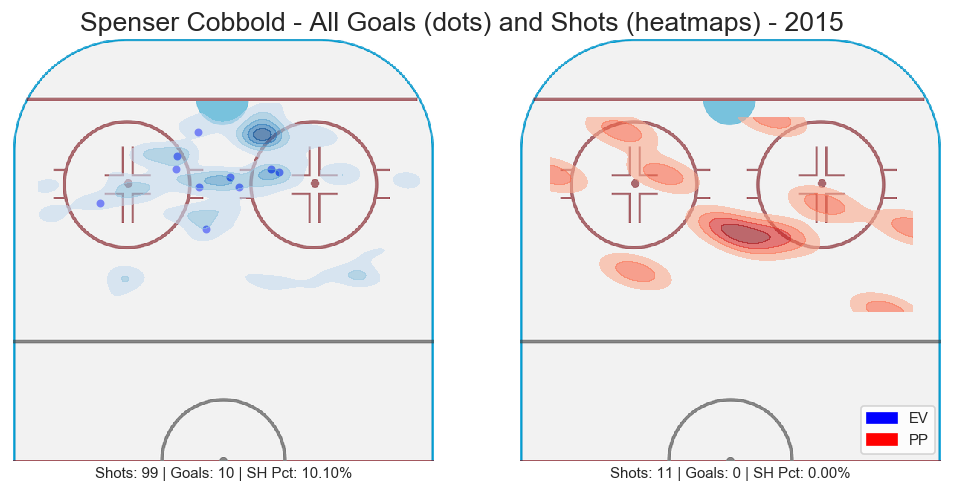 Spenser Cobbold - All Goals (dots) and Shots (heatmaps) - 2015
EV
PP
Shots: 99 | Goals: 10 | SH Pct: 10.10%
Shots: 11 | Goals: 0 | SH Pct: 0.00%